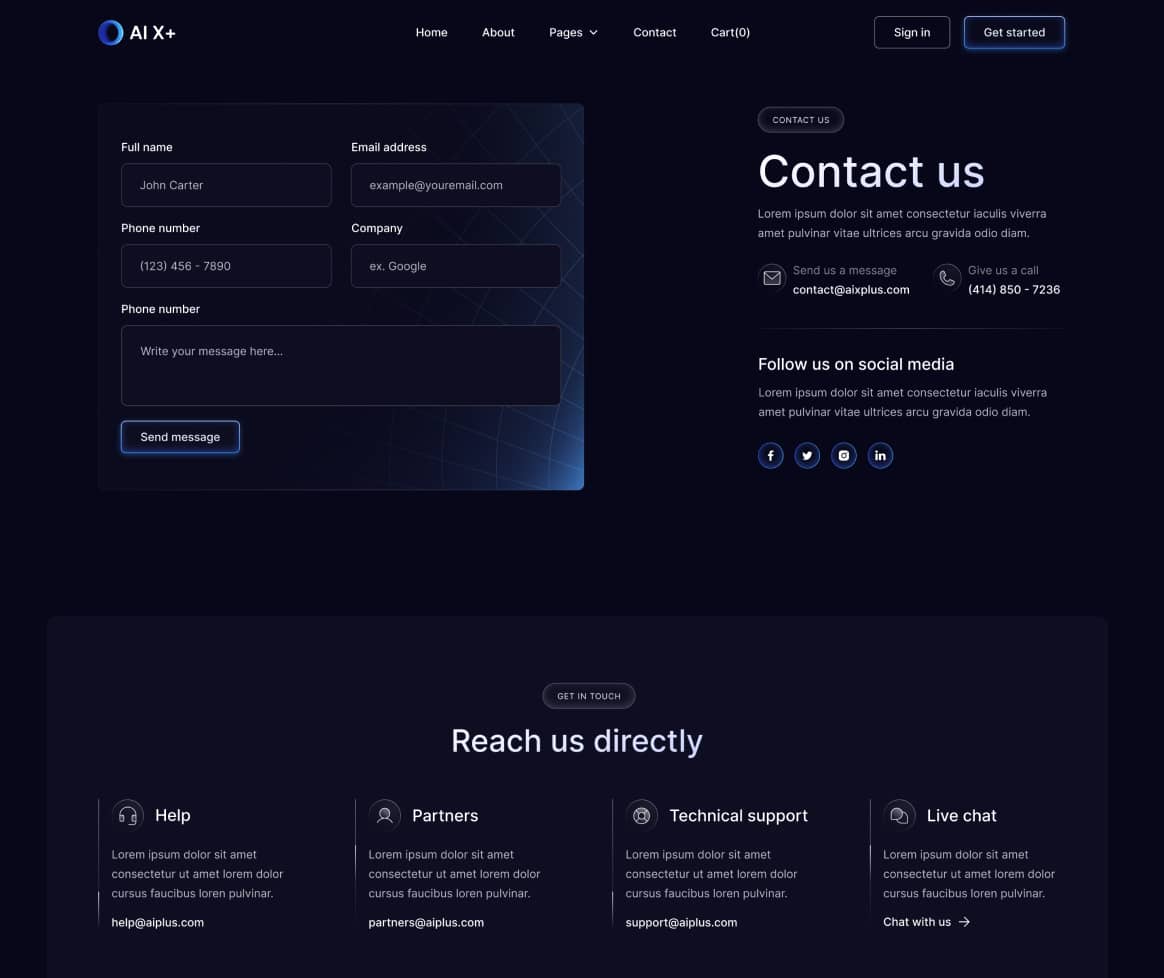 AI X+
Home
About
Pages
Contact
Cart(0)
Sign in
Get started
Full name
Email address
John Carter
example@youremail.com
Phone number
Company
(123) 456 - 7890
ex. Google
Phone number
Write your message here...
Send message
CONTACT US
Contact us
Lorem ipsum dolor sit amet consectetur iaculis viverra
amet pulvinar vitae ultrices arcu gravida odio diam.
Send us a message
contact@aixplus.com
Give us a call
(414) 850 - 7236
Follow us on social media
Lorem ipsum dolor sit amet consectetur iaculis viverra
amet pulvinar vitae ultrices arcu gravida odio diam.
GET IN TOUCH
Reach us directly
Help
Lorem ipsum dolor sit amet
consectetur ut amet lorem dolor
cursus faucibus loren pulvinar.
help@aiplus.com
Partners
Lorem ipsum dolor sit amet
consectetur ut amet lorem dolor
cursus faucibus loren pulvinar.
partners@aiplus.com
Technical support
Lorem ipsum dolor sit amet
consectetur ut amet lorem dolor
cursus faucibus loren pulvinar.
support@aiplus.com
Live chat
Lorem ipsum dolor sit amet
consectetur ut amet lorem dolor
cursus faucibus loren pulvinar.
Chat with us →